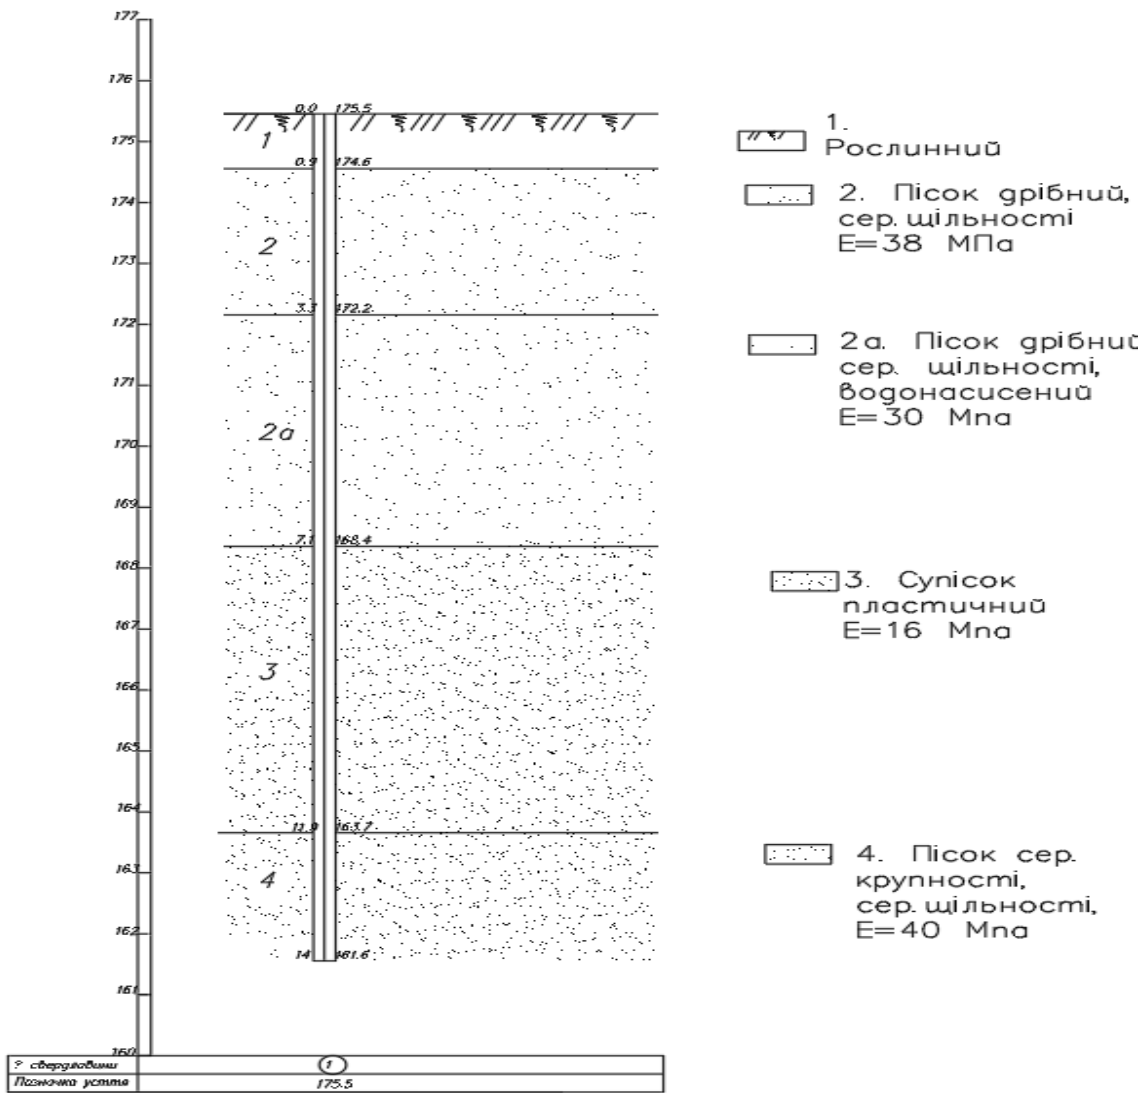 177
176
0.0 175.5
175
1
0.9 174.6
174
2
173
3.3 172.2
172
171
2а
170
169
7.1 168.4
168
167
3
166
165
164
11.9 163.7
163
4
162
14 161.6
161
160
? свердловини 1
Позначка устя 175.5
1.
Рослинний
2. Пісок дрібний,
сер. щільності
Е=38 МПа
2а. Пісок дрібний
сер. щільності,
водонасисений
Е=30 Мпа
3. Супісок
пластичний
Е=16 Мпа
4. Пісок сер.
крупності,
сер. щільності,
Е=40 Мпа